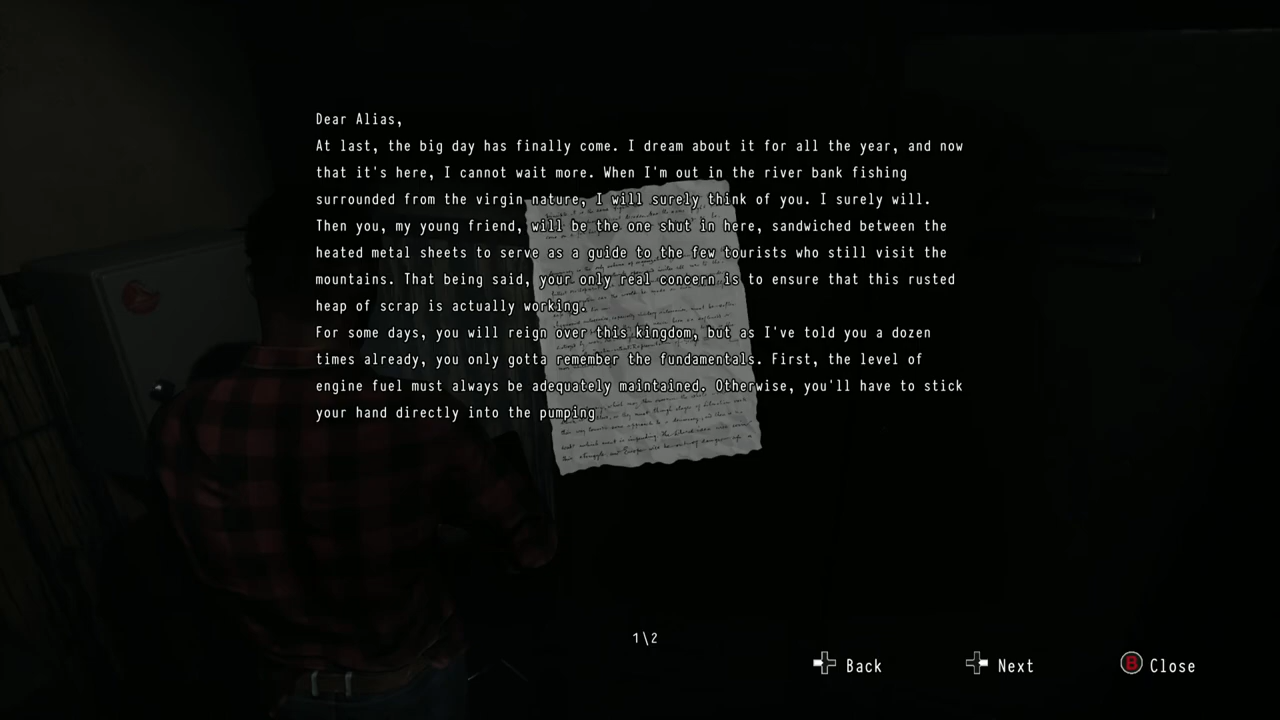 Dear Alias,
At last, the big day has finally come. I dream about it for all the year, and now
that it's here, I cannot wait more. When I'm out in the river bank fishing
surrounded from the virgin nature, I will surely think of you. I surely will.
Then you, my young friend, will be the one shut in here, sandwiched between the
heated metal sheets to serve as a guide to the few tourists who still visit the
mountains. That being said, your only real concern is to ensure that this rusted
heap of scrap is actually working.
For some days, you will reign over this kingdom, but as I've told you a dozen
times already, you only gotta remember the fundamentals. First, the level of
engine fuel must always be adequately maintained. Otherwise, you'll have to stick
your hand directly into the pumping
1\2
Back Next B Close